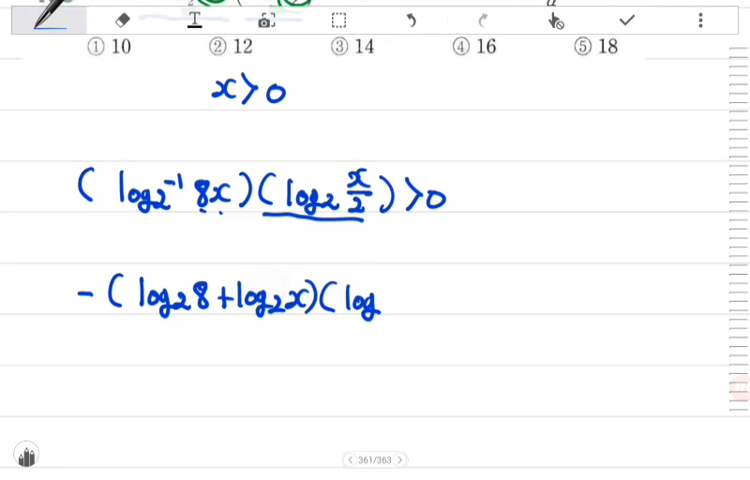 ① 10 ② 12 ③ 14 ④ 16 ⑤ 18
x > 0
(log₂⁻¹ 8x)(log₂ x/2) > 0
-(log₂8 + log₂x)(log
361/363